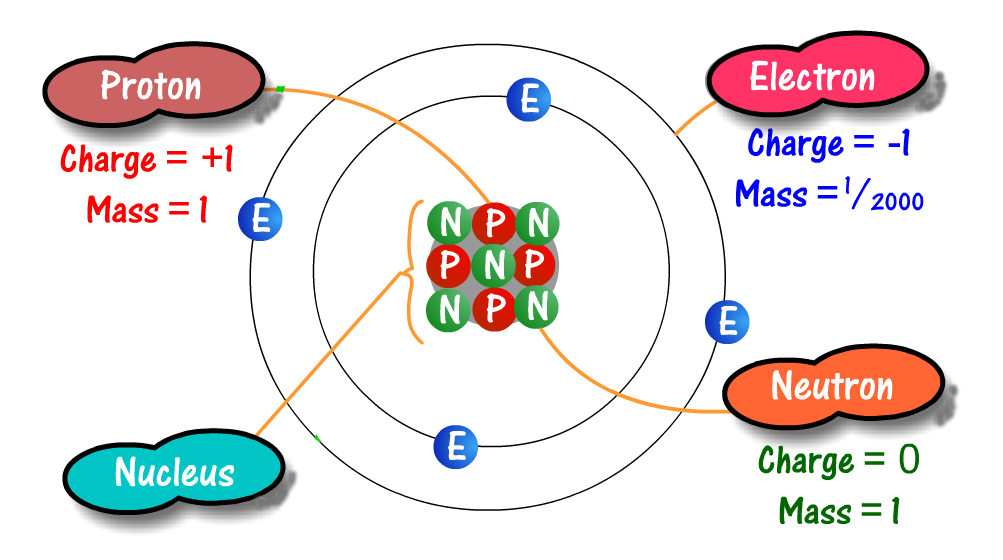 Proton
Charge = +1
Mass = 1
Electron
Charge = -1
Mass = 1/2000
E
E
E
E
N P N
P N P
N P N
Nucleus
Neutron
Charge = 0
Mass = 1